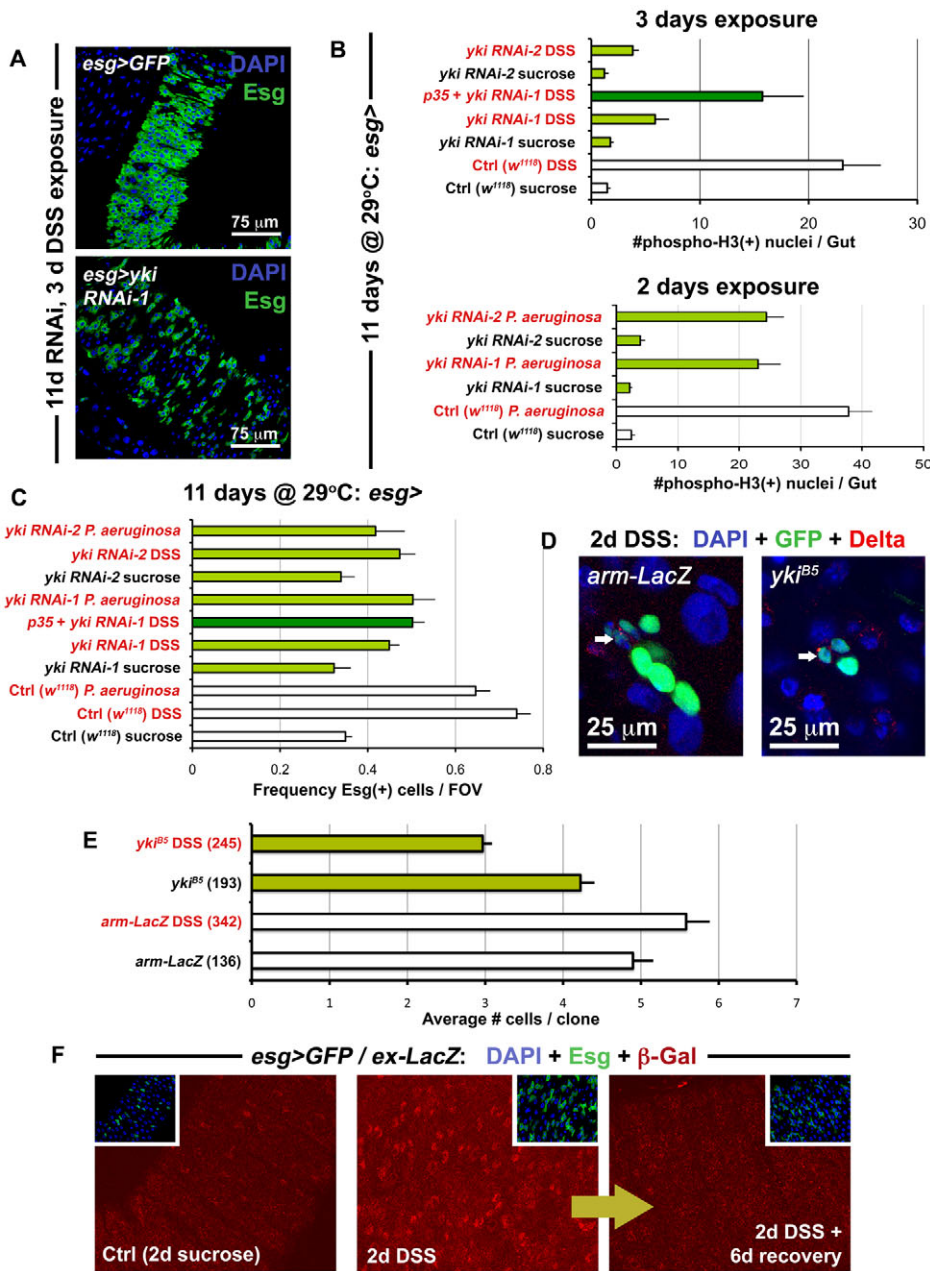 A
11d RNAi, 3 d DSS exposure
esg>GFP
DAPI
Esg
75 μm
esg>yki
RNAi-1
DAPI
Esg
75 μm
B
11 days @ 29°C: esg>
3 days exposure
yki RNAi-2 DSS
yki RNAi-2 sucrose
p35 + yki RNAi-1 DSS
yki RNAi-1 DSS
yki RNAi-1 sucrose
Ctrl (w1118) DSS
Ctrl (w1118) sucrose
0 10 20 30
#phospho-H3(+) nuclei / Gut
2 days exposure
yki RNAi-2 P. aeruginosa
yki RNAi-2 sucrose
yki RNAi-1 P. aeruginosa
yki RNAi-1 sucrose
Ctrl (w1118) P. aeruginosa
Ctrl (w1118) sucrose
0 10 20 30 40 50
#phospho-H3(+) nuclei / Gut
C
11 days @ 29°C: esg>
yki RNAi-2 P. aeruginosa
yki RNAi-2 DSS
yki RNAi-2 sucrose
yki RNAi-1 P. aeruginosa
p35 + yki RNAi-1 DSS
yki RNAi-1 DSS
yki RNAi-1 sucrose
Ctrl (w1118) P. aeruginosa
Ctrl (w1118) DSS
Ctrl (w1118) sucrose
0 0.2 0.4 0.6 0.8
Frequency Esg(+) cells / FOV
D
2d DSS: DAPI + GFP + Delta
arm-LacZ
25 μm
ykiB5
25 μm
E
ykiB5 DSS (245)
ykiB5 (193)
arm-LacZ DSS (342)
arm-LacZ (136)
0 1 2 3 4 5 6 7
Average # cells / clone
F
esg>GFP / ex-LacZ: DAPI + Esg + β-Gal
Ctrl (2d sucrose)
2d DSS
2d DSS +
6d recovery